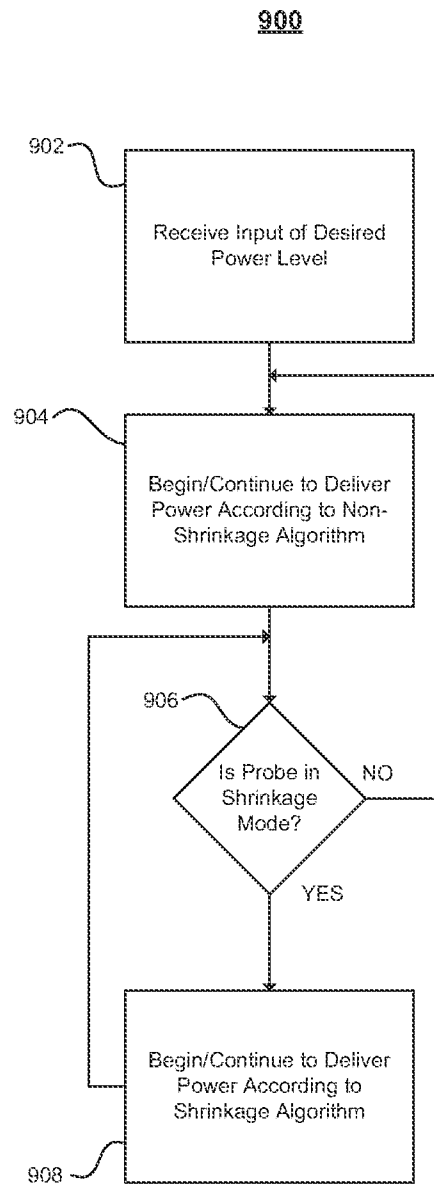 900
902
Receive Input of Desired
Power Level
904
Begin/Continue to Deliver
Power According to Non-
Shrinkage Algorithm
906
Is Probe in
Shrinkage
Mode?
NO
YES
Begin/Continue to Deliver
Power According to
Shrinkage Algorithm
908